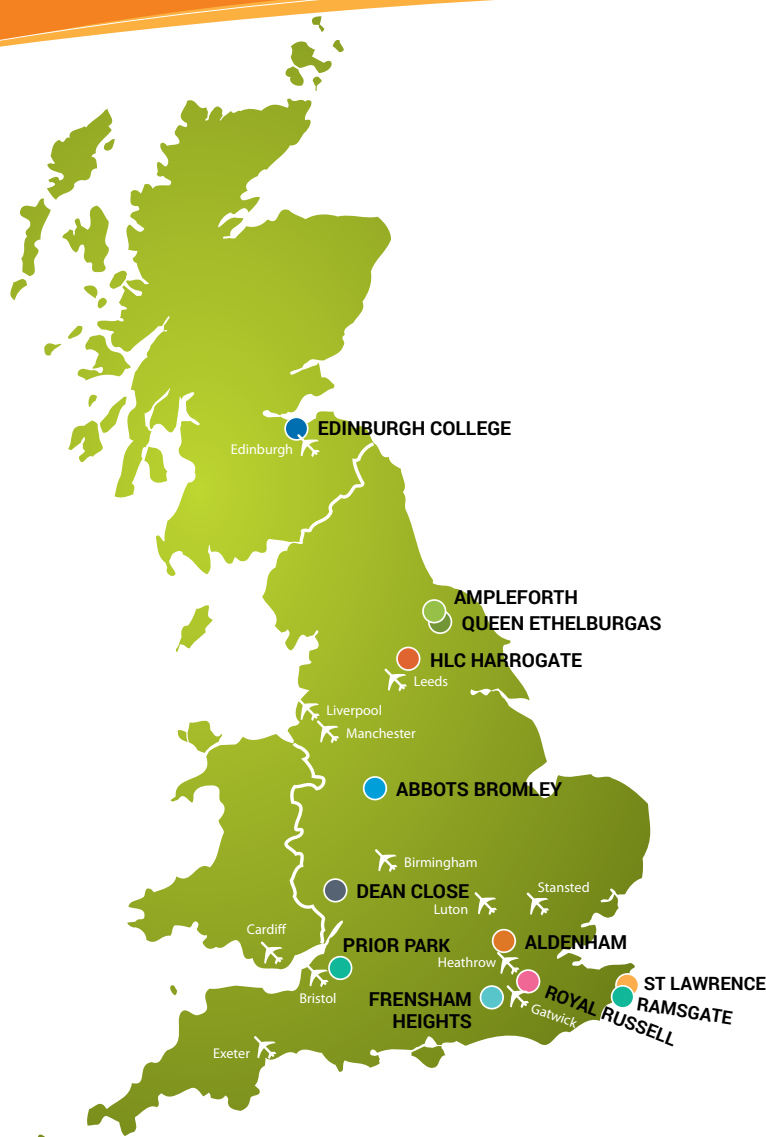 EDINBURGH COLLEGE
Edinburgh
AMPLEFORTH
QUEEN ETHELBURGAS
HLC HARROGATE
Leeds
Liverpool
Manchester
ABBOTS BROMLEY
Birmingham
DEAN CLOSE
Stansted
Luton
Cardiff
PRIOR PARK
ALDENHAM
Heathrow
ST LAWRENCE
Bristol
FRENSHAM
HEIGHTS
ROYAL RUSSELL
RAMSGATE
Gatwick
Exeter